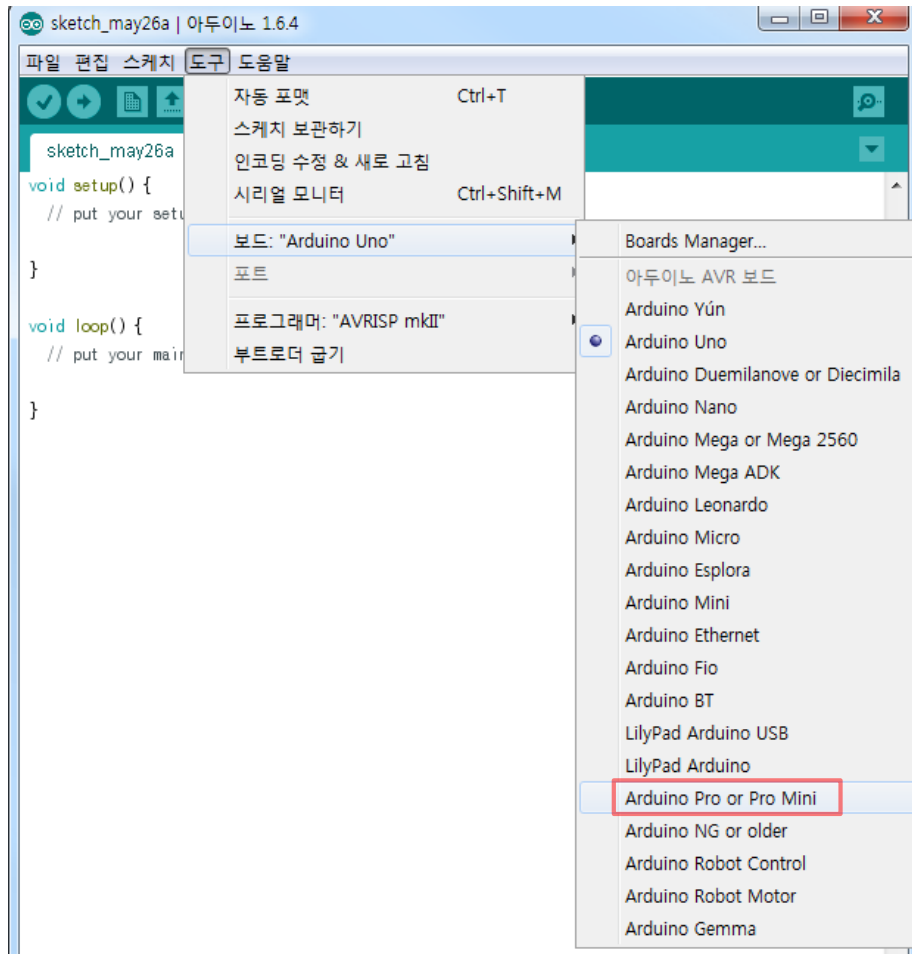 sketch_may26a | 아두이노 1.6.4
파일 편집 스케치 도구 도움말
sketch_may26a
void setup() {
// put your setu
}
void loop() {
// put your mair
}
자동 포맷 Ctrl+T
스케치 보관하기
인코딩 수정 & 새로 고침
시리얼 모니터 Ctrl+Shift+M
보드: "Arduino Uno"
포트
프로그래머: "AVRISP mkII"
부트로더 굽기
Boards Manager...
아두이노 AVR 보드
Arduino Yún
Arduino Uno
Arduino Duemilanove or Diecimila
Arduino Nano
Arduino Mega or Mega 2560
Arduino Mega ADK
Arduino Leonardo
Arduino Micro
Arduino Esplora
Arduino Mini
Arduino Ethernet
Arduino Fio
Arduino BT
LilyPad Arduino USB
LilyPad Arduino
Arduino Pro or Pro Mini
Arduino NG or older
Arduino Robot Control
Arduino Robot Motor
Arduino Gemma